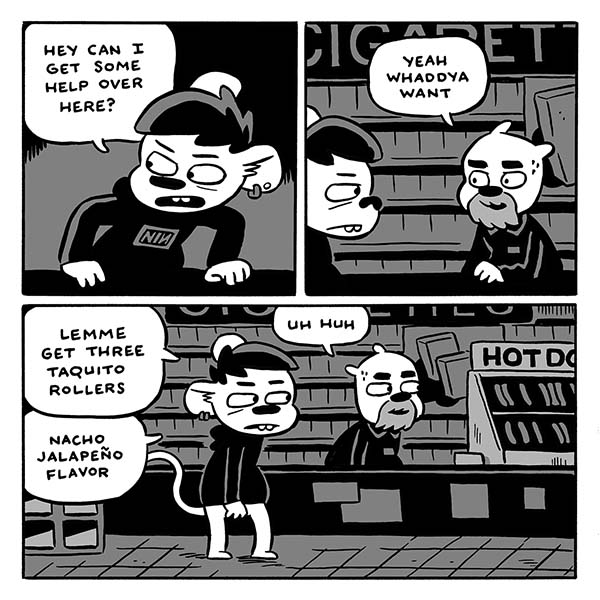 HEY CAN I
GET SOME
HELP OVER
HERE?
NIN
CIGARET
YEAH
WHADDYA
WANT
LEMME
GET THREE
TAQUITO
ROLLERS
UH HUH
HOT DO
NACHO
JALAPEÑO
FLAVOR